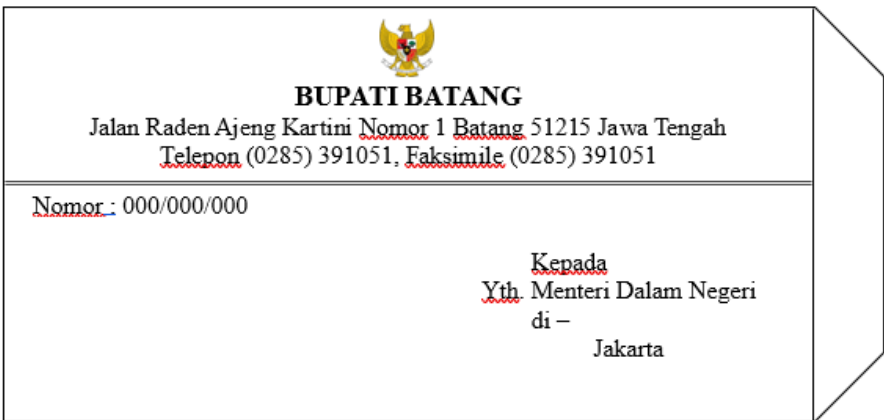 BUPATI BATANG
Jalan Raden Ajeng Kartini Nomor 1 Batang 51215 Jawa Tengah
Telepon (0285) 391051, Faksimile (0285) 391051
Nomor : 000/000/000
Kepada
Yth. Menteri Dalam Negeri
di –
Jakarta